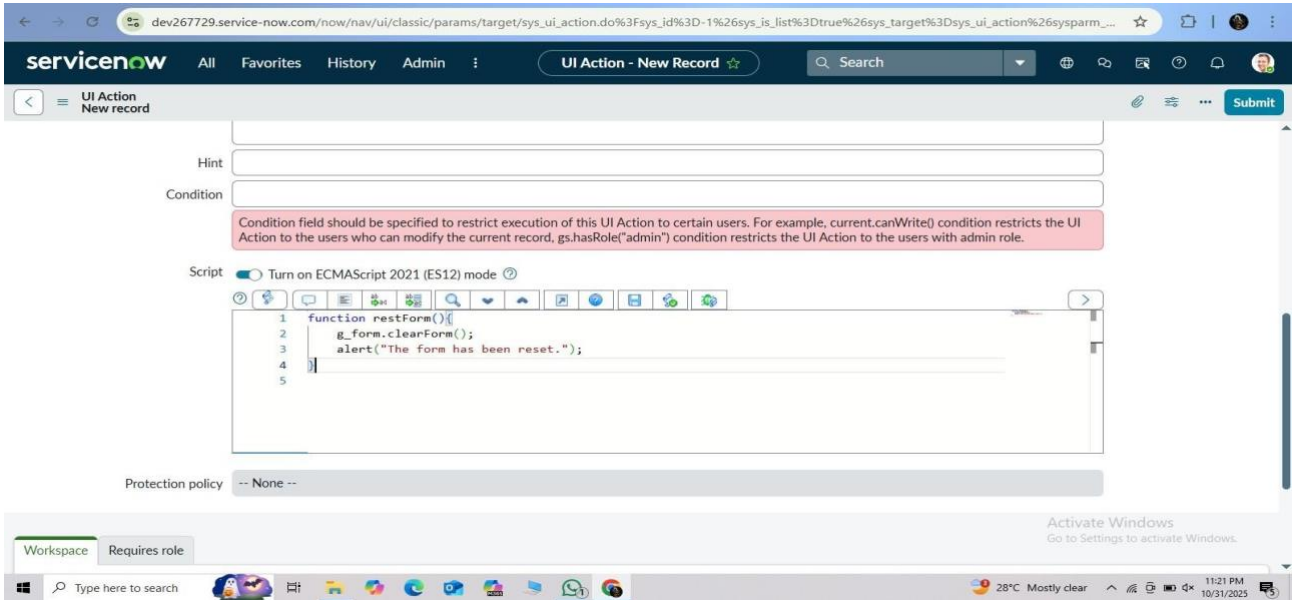 dev267729.service-now.com/now/nav/ui/classic/params/target/sys_ui_action.do%3Fsys_id%3D-1%26sys_is_list%3Dtrue%26sys_target%3Dsys_ui_action%26sysparm_...
servicenow All Favorites History Admin UI Action - New Record Search
UI Action
New record
Submit
Hint
Condition
Condition field should be specified to restrict execution of this UI Action to certain users. For example, current.canWrite() condition restricts the UI
Action to the users who can modify the current record, gs.hasRole("admin") condition restricts the UI Action to the users with admin role.
Script Turn on ECMAScript 2021 (ES12) mode
1 function restForm(){
2 g_form.clearForm();
3 alert("The form has been reset.");
4 }
5
Protection policy -- None --
Activate Windows
Go to Settings to activate Windows.
Workspace Requires role
Type here to search 28°C Mostly clear 11:21 PM
10/31/2025